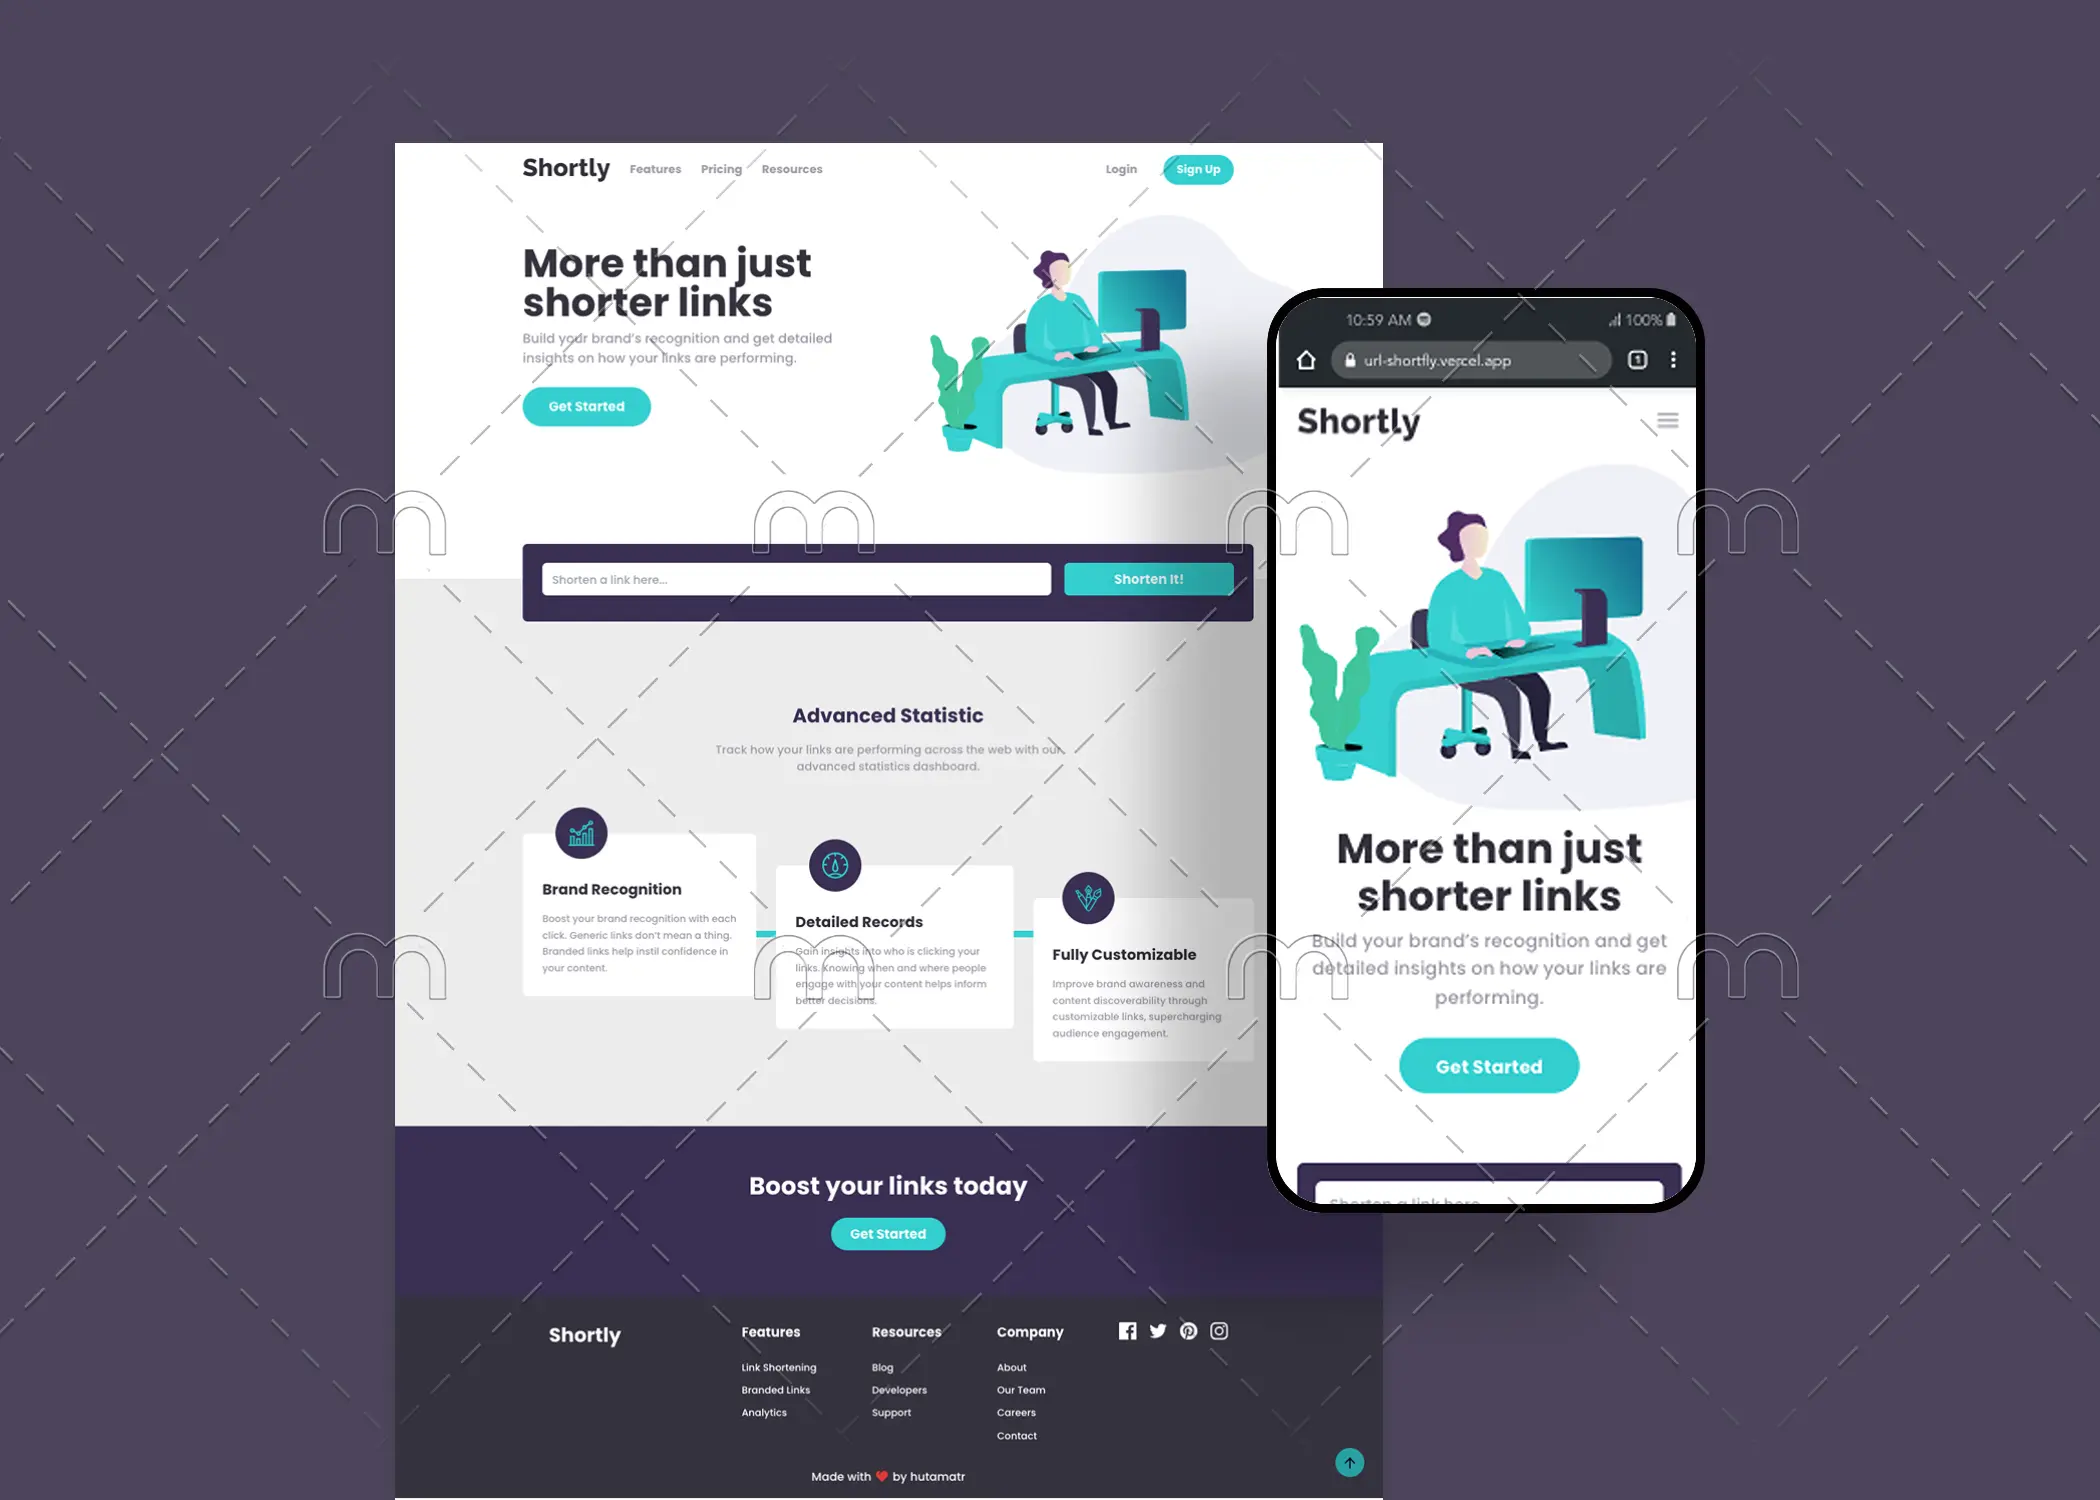 Shortly Features Pricing Resources Login Sign Up
More than just
shorter links
Build your brand's recognition and get detailed
insights on how your links are performing.
Get Started
Shorten a link here...
Shorten It!
Advanced Statistic
Track how your links are performing across the web with our
advanced statistics dashboard.
Brand Recognition
Boost your brand recognition with each
click. Generic links don't mean a thing.
Branded links help instil confidence in
your content.
Detailed Records
Gain insights into who is clicking your
links. Knowing when and where people
engage with your content helps inform
better decisions.
Fully Customizable
Improve brand awareness and
content discoverability through
customizable links, supercharging
audience engagement.
Boost your links today
Get Started
Shortly
Features
Link Shortening
Branded Links
Analytics
Resources
Blog
Developers
Support
Company
About
Our Team
Careers
Contact
Made with ❤ by hutamatr
10:59 AM 100%
url-shortfly.vercel.app 1
Shortly
More than just
shorter links
Build your brand's recognition and get
detailed insights on how your links are
performing.
Get Started
Shorten a link here
m m m m
m m m m